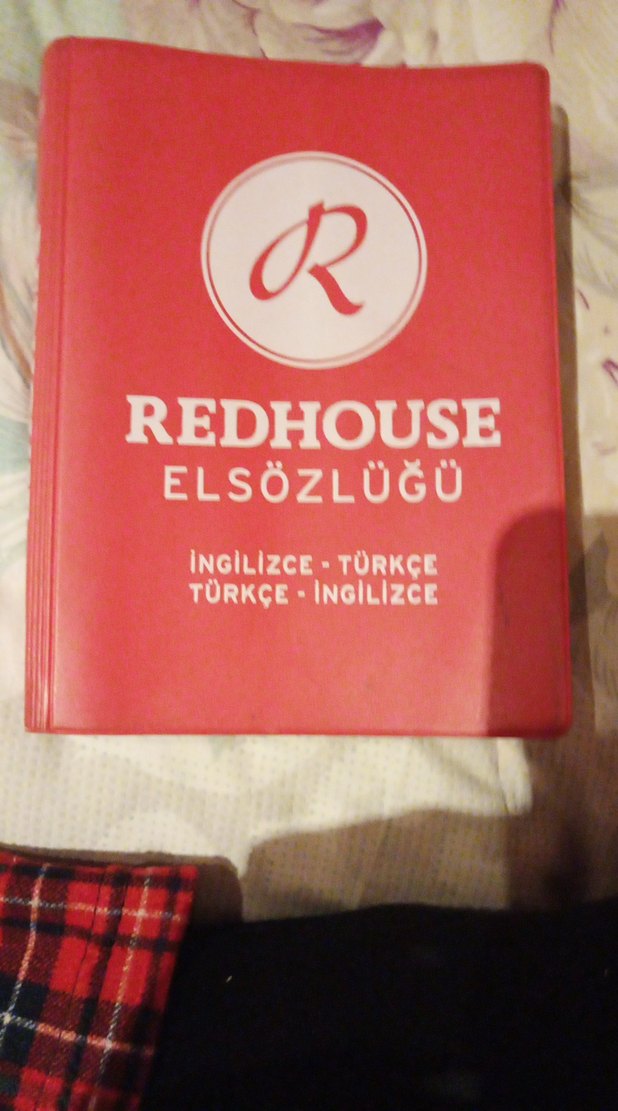 R
REDHOUSE
ELSÖZLÜĞÜ
İNGİLİZCE - TÜRKÇE
TÜRKÇE - İNGİLİZCE